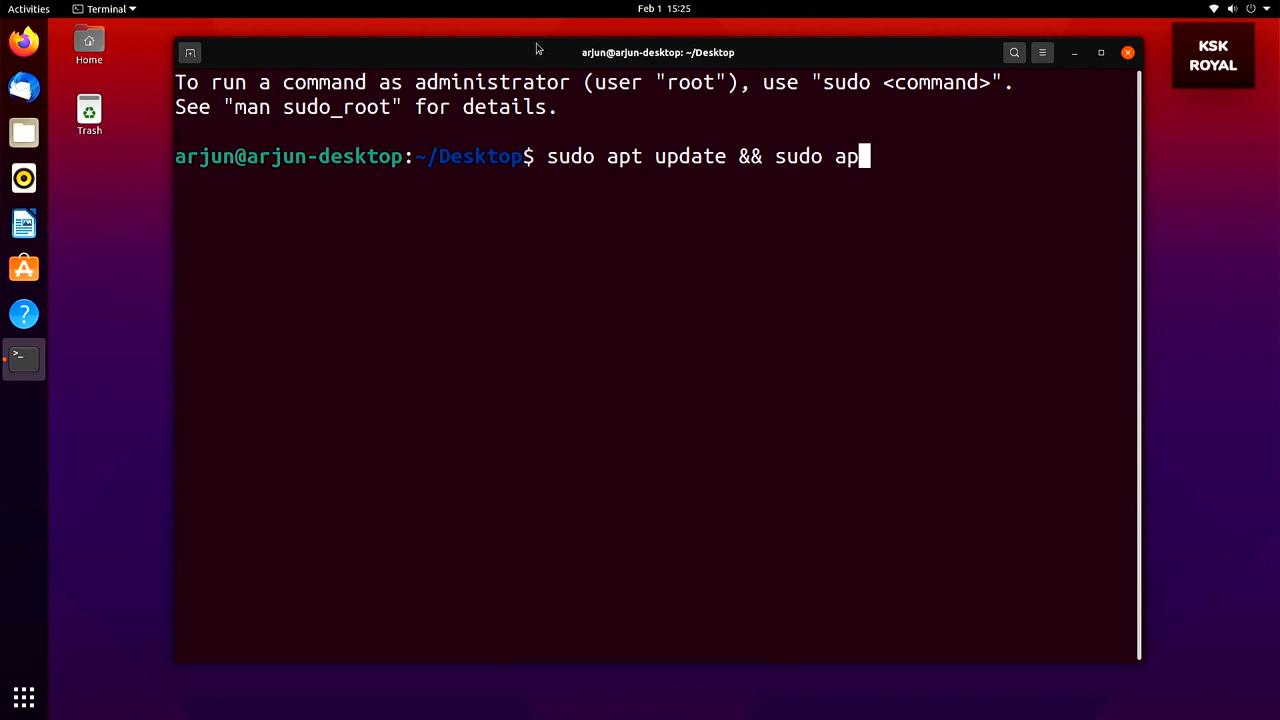 Activities
Terminal
Feb 1 15:25
Home
Trash
arjun@arjun-desktop: ~/Desktop
KSK
ROYAL
To run a command as administrator (user "root"), use "sudo <command>".
See "man sudo_root" for details.
arjun@arjun-desktop:~/Desktop$ sudo apt update && sudo ap